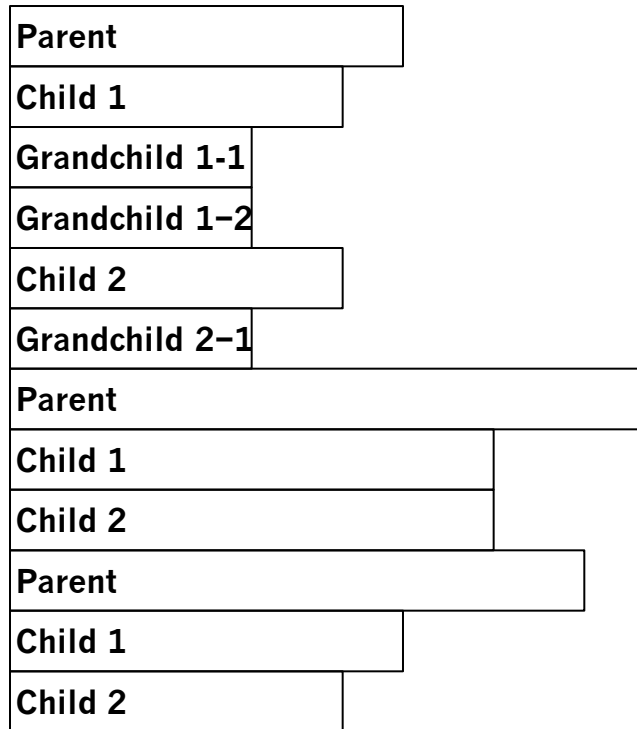 Parent
Child 1
Grandchild 1-1
Grandchild 1–2
Child 2
Grandchild 2–1
Parent
Child 1
Child 2
Parent
Child 1
Child 2